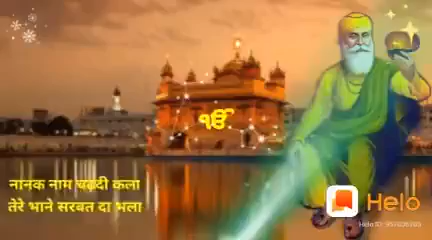 ੴ
नानक नाम चढ़दी कला
तेरे भाने सरबत दा भला
Helo